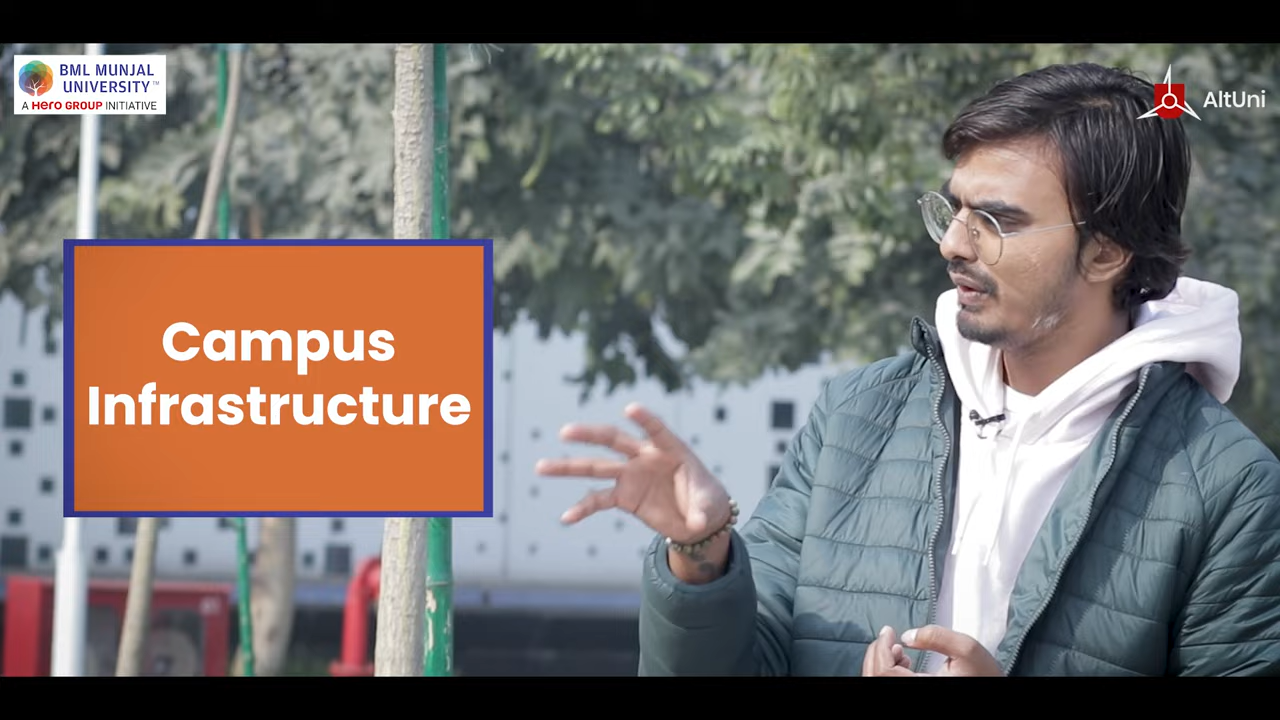 BML MUNJAL
UNIVERSITY™
A Hero GROUP INITIATIVE
AltUni
Campus
Infrastructure